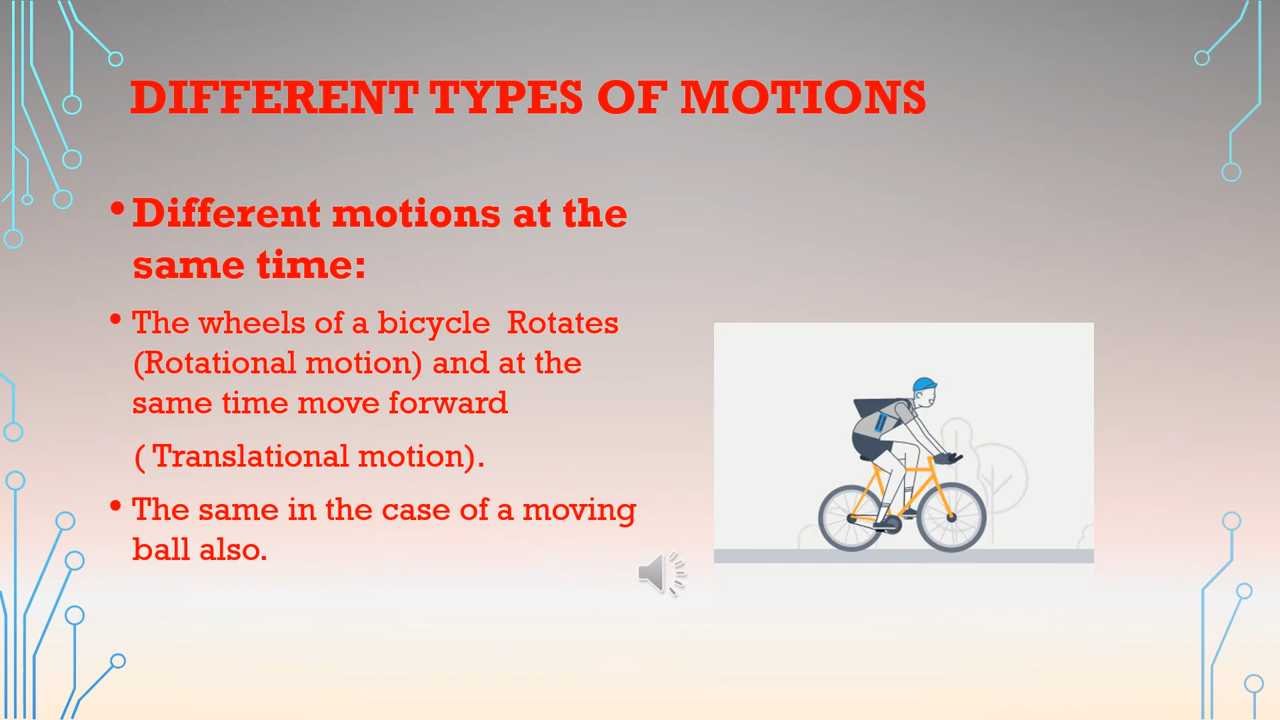 DIFFERENT TYPES OF MOTIONS
• Different motions at the
same time:
• The wheels of a bicycle  Rotates
(Rotational motion) and at the
same time move forward
( Translational motion).
• The same in the case of a moving
ball also.